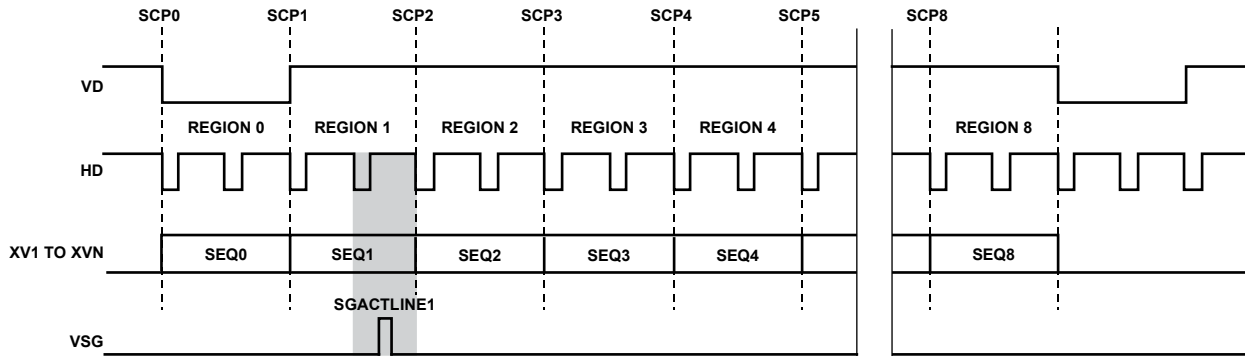 SCP0 SCP1 SCP2 SCP3 SCP4 SCP5 SCP8
VD
REGION 0 REGION 1 REGION 2 REGION 3 REGION 4 REGION 8
HD
XV1 TO XVN SEQ0 SEQ1 SEQ2 SEQ3 SEQ4 SEQ8
SGACTLINE1
VSG